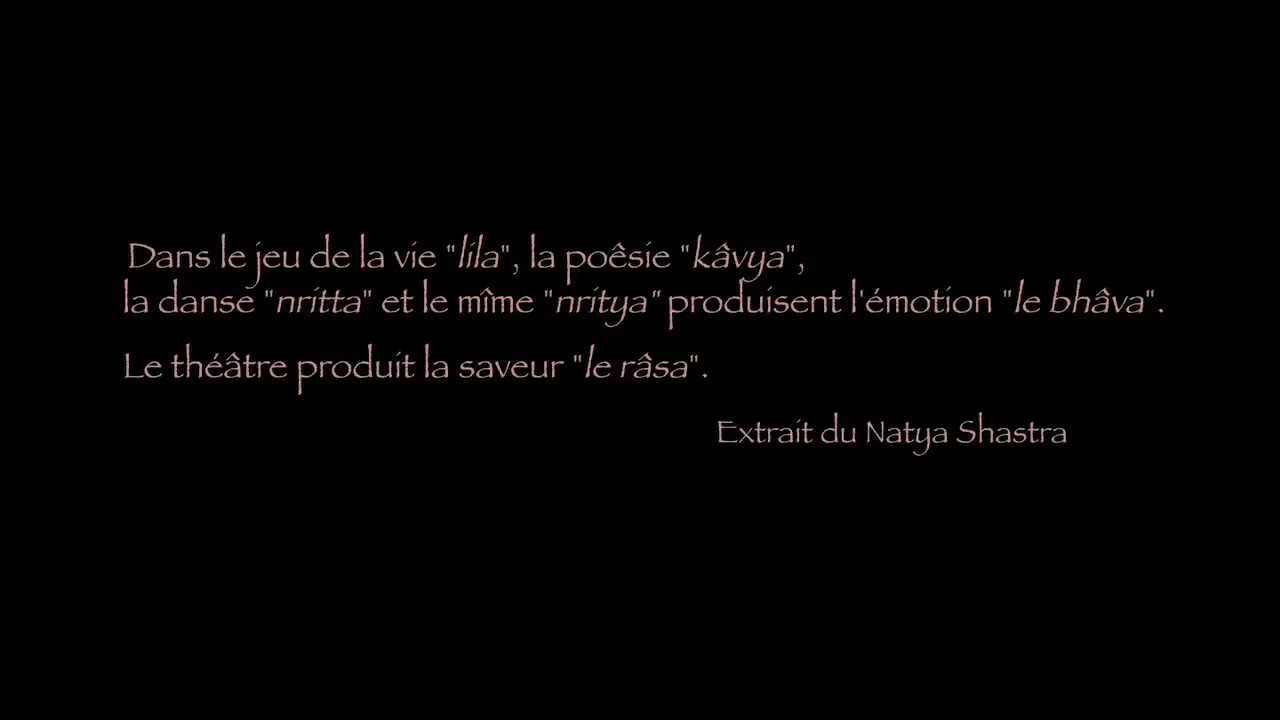 Dans le jeu de la vie "lila", la poêsie "kâvya",
la danse "nritta" et le mîme "nritya" produisent l'émotion "le bhâva".
Le théâtre produit la saveur "le râsa".
Extrait du Natya Shastra